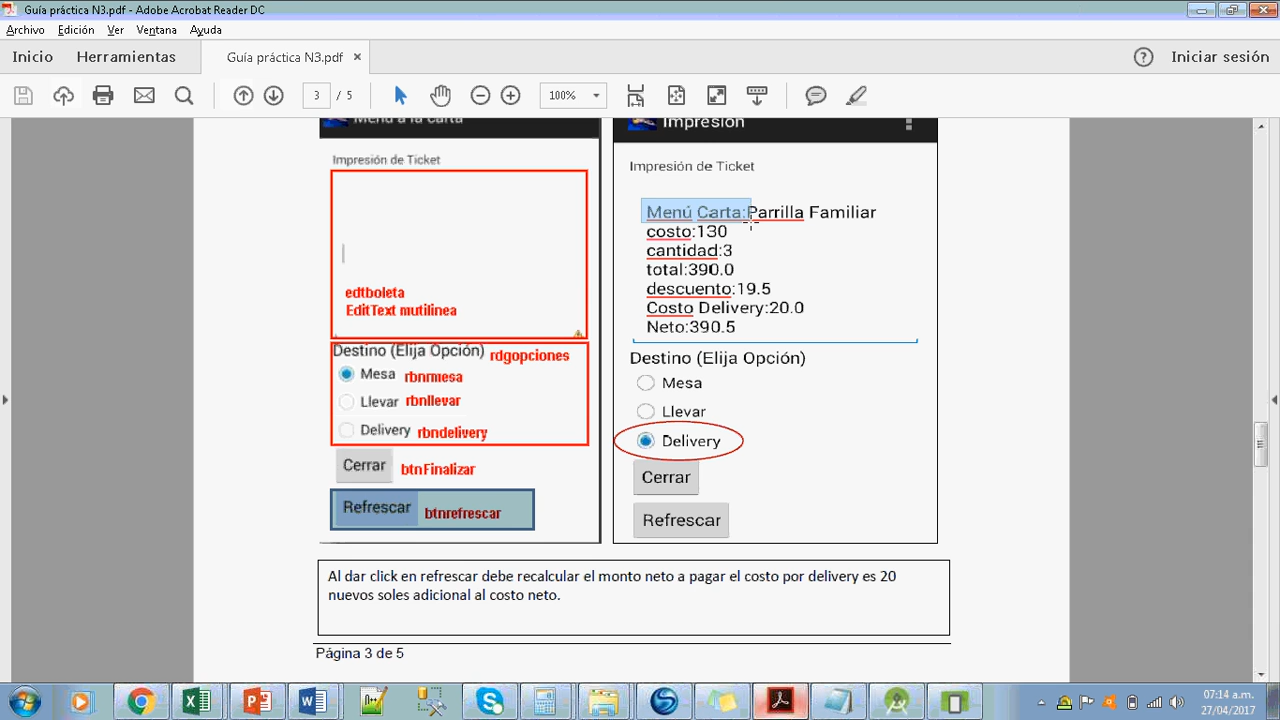 Guía práctica N3.pdf - Adobe Acrobat Reader DC
Archivo Edición Ver Ventana Ayuda
Inicio Herramientas Guía práctica N3.pdf × Iniciar sesión
3 / 5 100%
Menú a la carta
Impresión de Ticket
edtboleta
EditText mutilinea
Destino (Elija Opción) rdgopciones
Mesa rbnrmesa
Llevar rbnllevar
Delivery rbndelivery
Cerrar btnFinalizar
Refrescar btnrefrescar
Impresión
Impresión de Ticket
Menú Carta:Parrilla Familiar
costo:130
cantidad:3
total:390.0
descuento:19.5
Costo Delivery:20.0
Neto:390.5
Destino (Elija Opción)
Mesa
Llevar
Delivery
Cerrar
Refrescar
Al dar click en refrescar debe recalcular el monto neto a pagar el costo por delivery es 20
nuevos soles adicional al costo neto.
Página 3 de 5
07:14 a.m.
27/04/2017